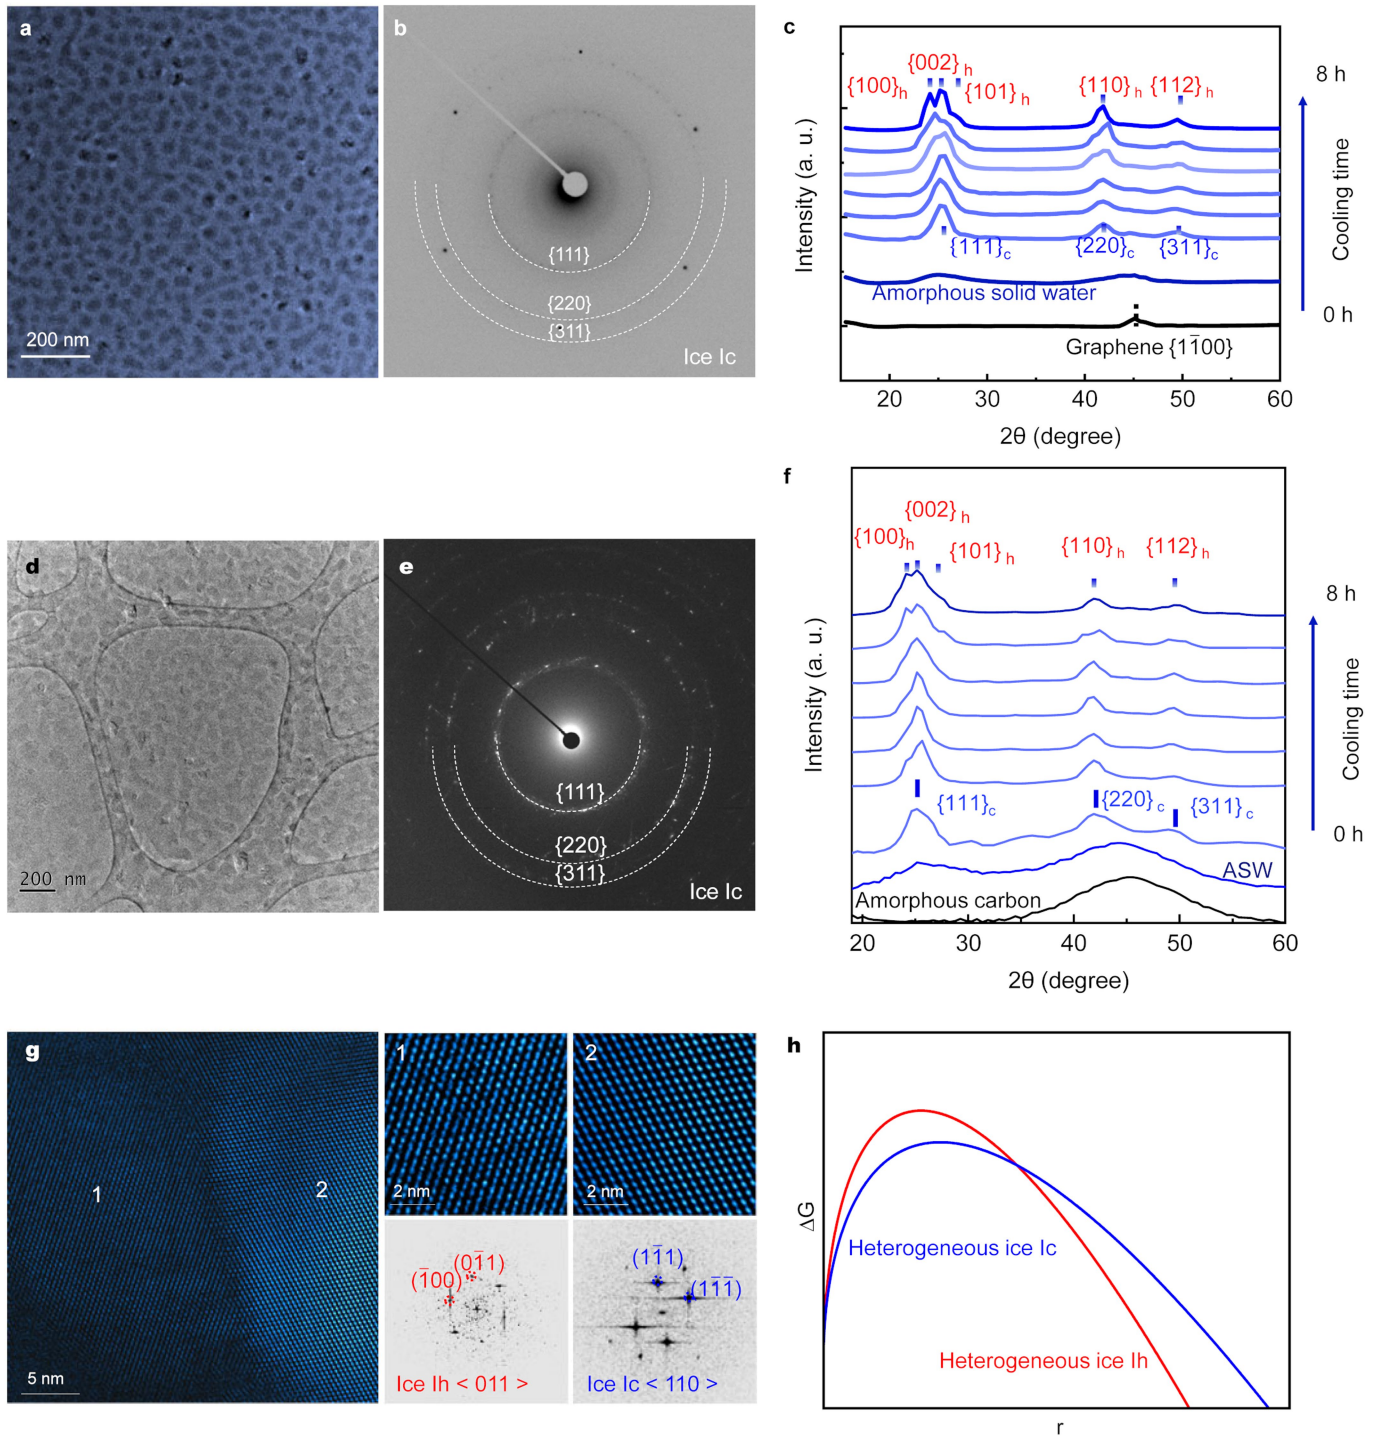 a
200 nm
b
{111}
{220}
{311}
Ice Ic
c
Intensity (a. u.)
{002}h
{100}h
{101}h
{110}h
{112}h
{111}c
{220}c
{311}c
Amorphous solid water
Graphene {11̅00}
20
30
40
50
60
2θ (degree)
8 h
Cooling time
0 h
d
200 nm
e
{111}
{220}
{311}
Ice Ic
f
Intensity (a. u.)
{002}h
{100}h
{101}h
{110}h
{112}h
{111}c
{220}c
{311}c
ASW
Amorphous carbon
20
30
40
50
60
2θ (degree)
8 h
Cooling time
0 h
g
1
2
5 nm
1
2 nm
2
2 nm
(01̅1)
(1̅00)
Ice Ih < 011 >
(11̅1)
(11̅1̅)
Ice Ic < 110 >
h
ΔG
Heterogeneous ice Ic
Heterogeneous ice Ih
r